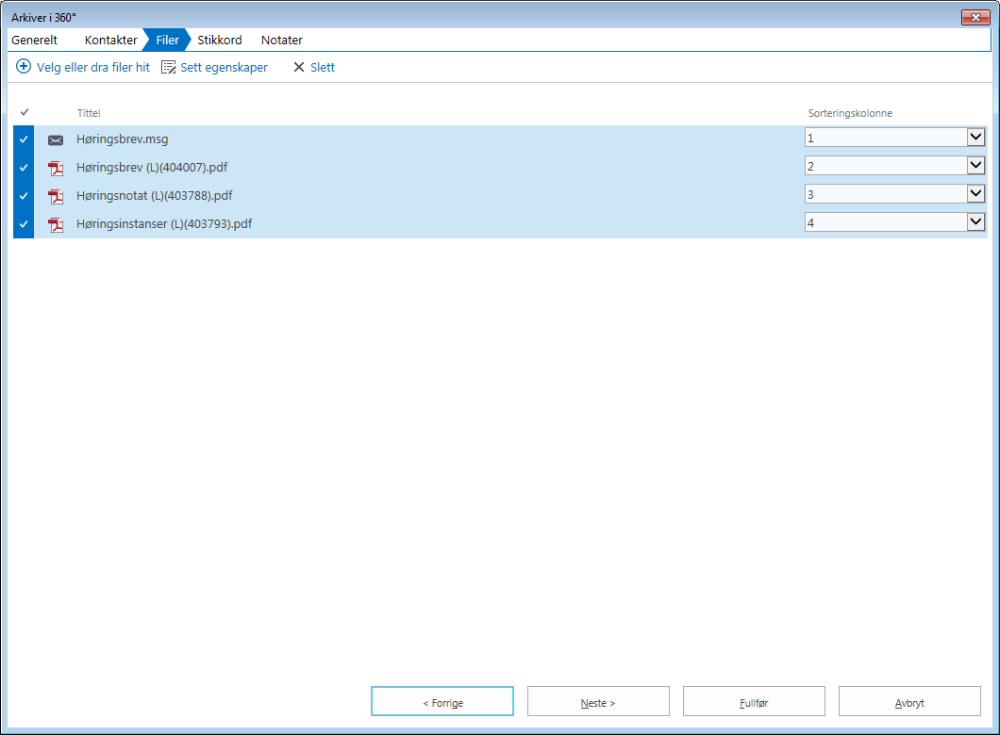 Arkiver i 360°
Generelt Kontakter Filer Stikkord Notater
Velg eller dra filer hit Sett egenskaper Slett
Tittel Sorteringskolonne
Høringsbrev.msg 1
Høringsbrev (L)(404007).pdf 2
Høringsnotat (L)(403788).pdf 3
Høringsinstanser (L)(403793).pdf 4
< Forrige Neste > Fullfør Avbryt